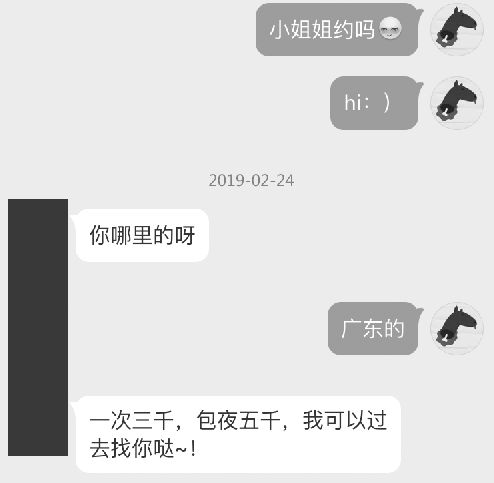 小姐姐约吗
hi：）
2019-02-24
你哪里的呀
广东的
一次三千，包夜五千，我可以过
去找你哒~！